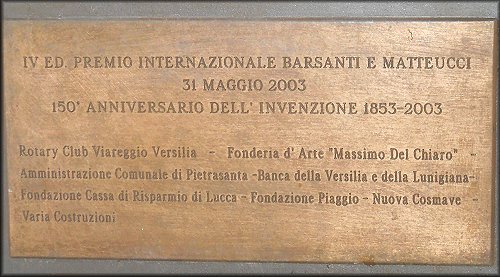 IV ED. PREMIO INTERNAZIONALE BARSANTI E MATTEUCCI
31 MAGGIO 2003
150° ANNIVERSARIO DELL' INVENZIONE 1853-2003
Rotary Club Viareggio Versilia - Fonderia d' Arte "Massimo Del Chiaro" -
Amministrazione Comunale di Pietrasanta -Banca della Versilia e della Lunigiana-
Fondazione Cassa di Risparmio di Lucca - Fondazione Piaggio - Nuova Cosmave -
Varia Costruzioni